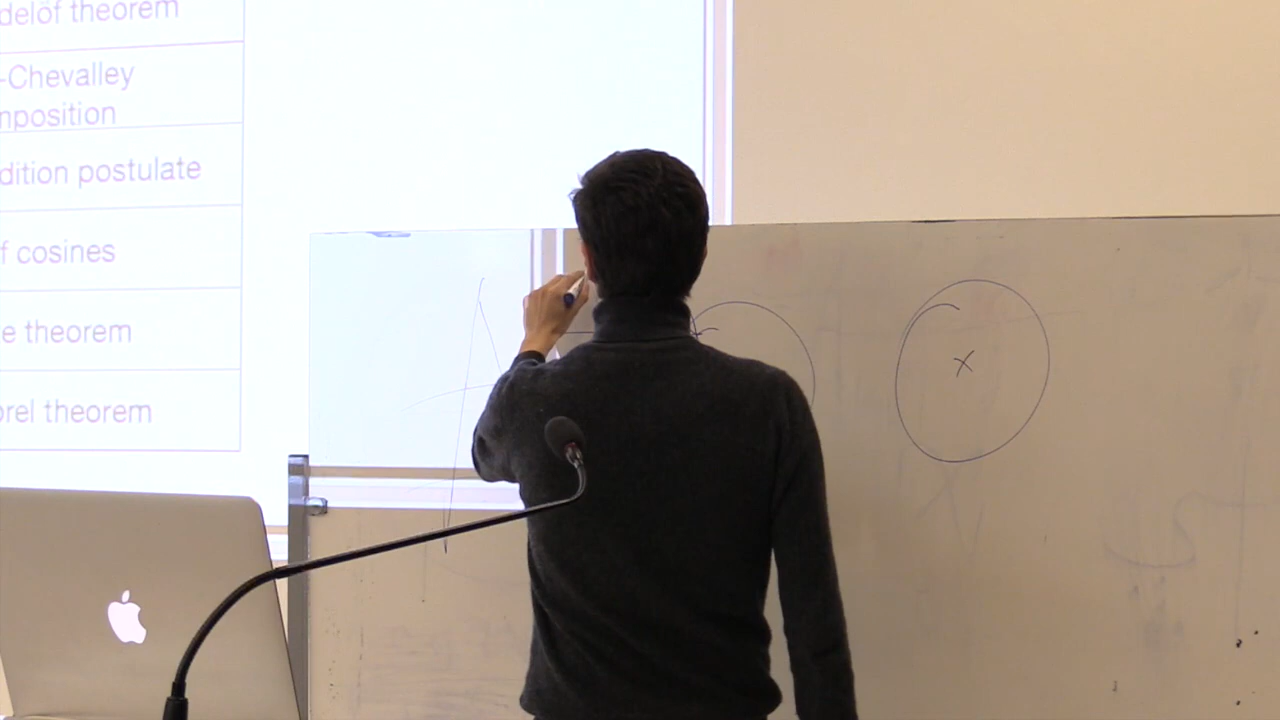 delöf theorem
-Chevalley
nposition
dition postulate
f cosines
e theorem
orel theorem